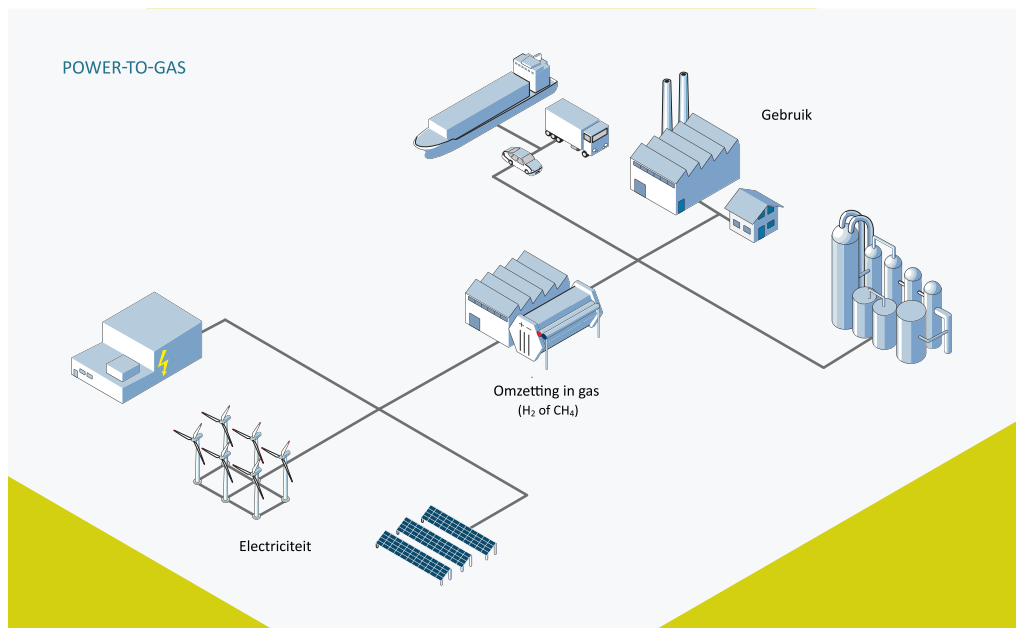 POWER-TO-GAS
Gebruik
+ -
Omzetting in gas
(H₂ of CH₄)
Electriciteit